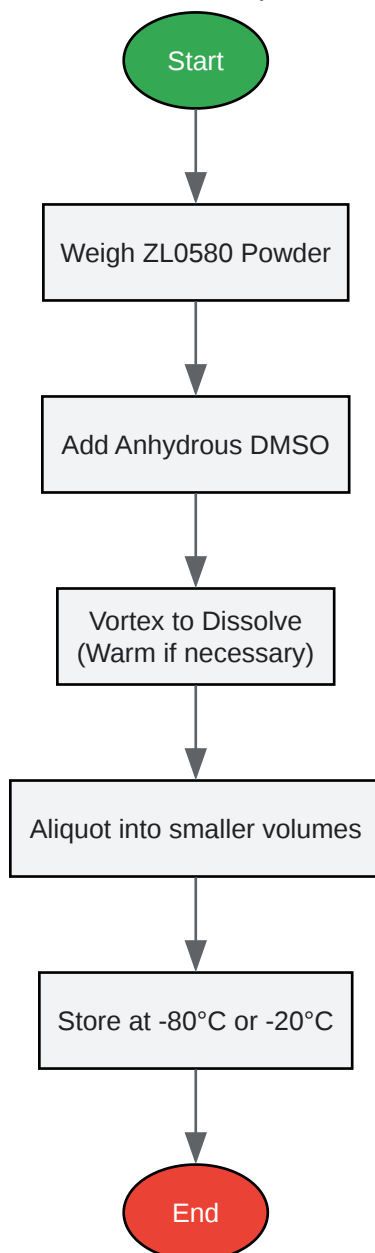 Start
Weigh ZL0580 Powder
Add Anhydrous DMSO
Vortex to Dissolve
(Warm if necessary)
Aliquot into smaller volumes
Store at -80°C or -20°C
End